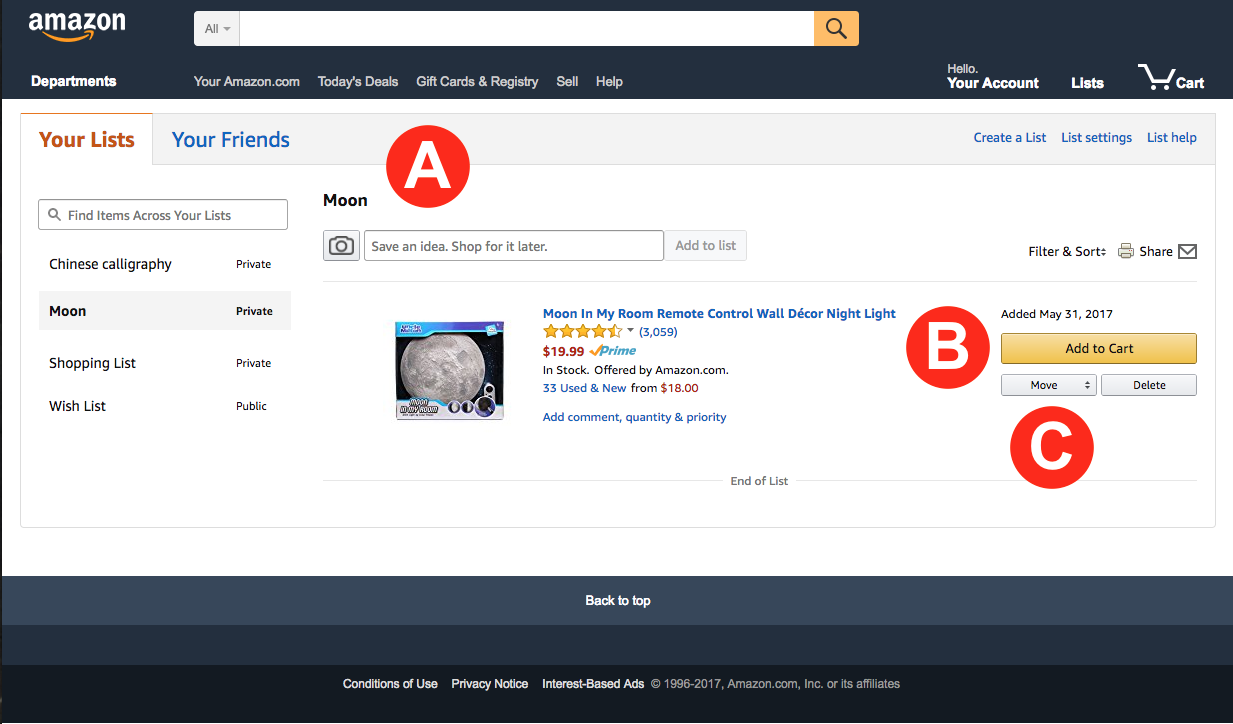 amazon
All
Departments
Your Amazon.com Today's Deals Gift Cards & Registry Sell Help
Hello.
Your Account
Lists
Cart
Your Lists
Your Friends
A
Create a List List settings List help
Find Items Across Your Lists
Chinese calligraphy Private
Moon Private
Shopping List Private
Wish List Public
Moon
Save an idea. Shop for it later. Add to list
Filter & Sort Share
MOON
IN MY ROOM
Moon In My Room Remote Control Wall Décor Night Light
(3,059)
$19.99 Prime
In Stock. Offered by Amazon.com.
33 Used & New from $18.00
Add comment, quantity & priority
B
Added May 31, 2017
Add to Cart
Move Delete
C
End of List
Back to top
Conditions of Use Privacy Notice Interest-Based Ads © 1996-2017, Amazon.com, Inc. or its affiliates